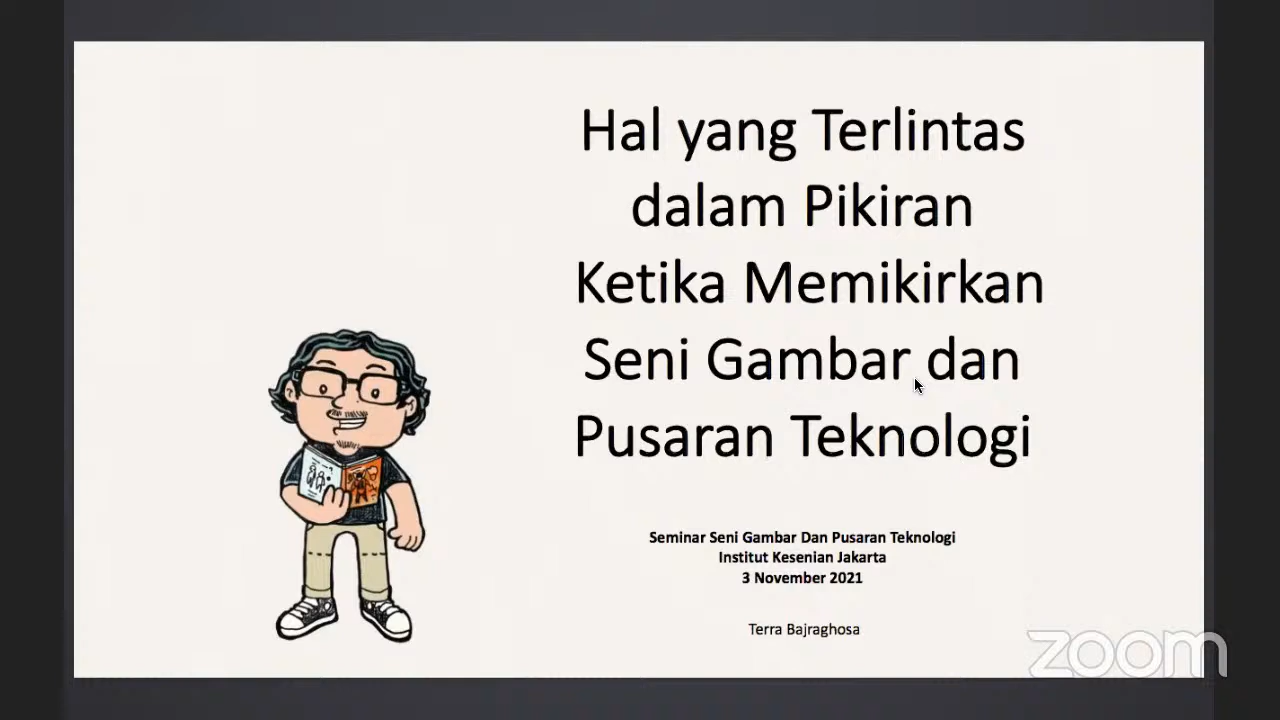 Hal yang Terlintas
dalam Pikiran
Ketika Memikirkan
Seni Gambar dan
Pusaran Teknologi
Seminar Seni Gambar Dan Pusaran Teknologi
Institut Kesenian Jakarta
3 November 2021
Terra Bajraghosa
zoom